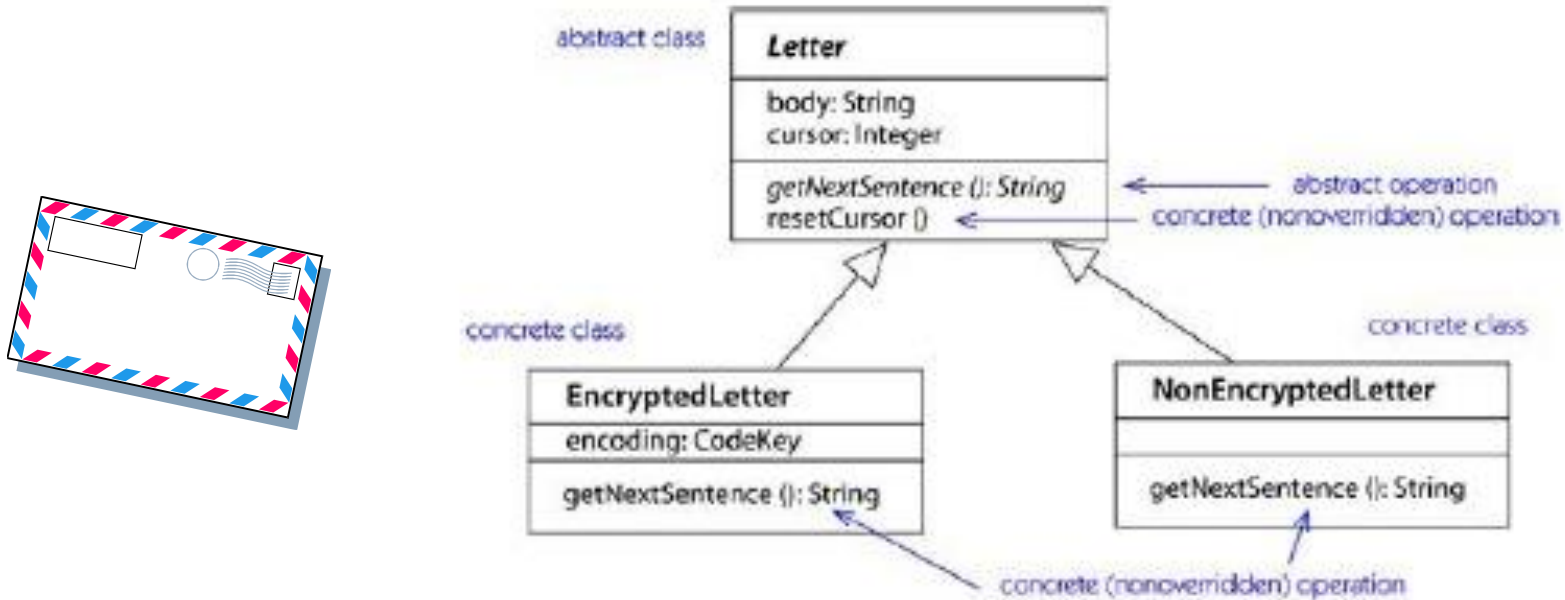 abstract class
Letter
body: String
cursor: Integer
getNextSentence (): String
resetCursor ()
abstract operation
concrete (nonoverridden) operation
concrete class
concrete class
EncryptedLetter
encoding: CodeKey
getNextSentence (): String
NonEncryptedLetter
getNextSentence (): String
concrete (nonoverridden) operation